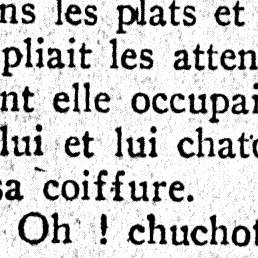 ns les plats et
pliait les atten
nt elle occupai
lui et lui chato
sa coiffure.
Oh ! chuchot